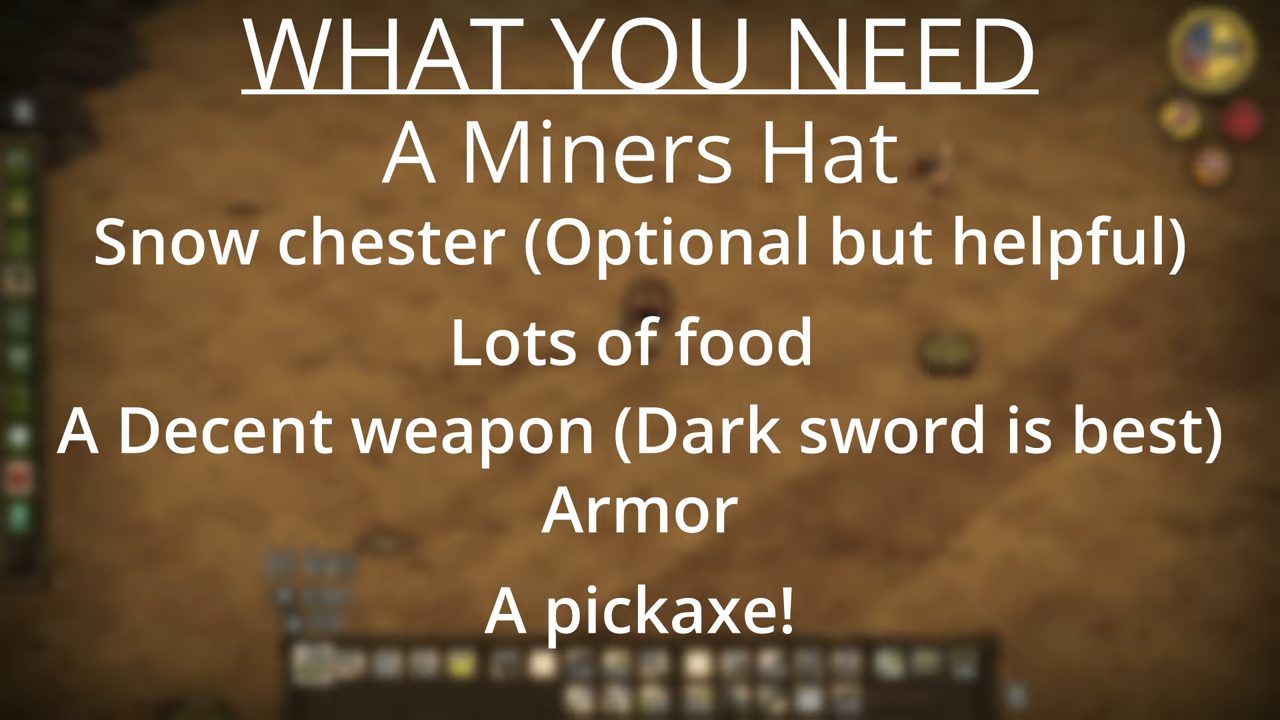 WHAT YOU NEED
A Miners Hat
Snow chester (Optional but helpful)
Lots of food
A Decent weapon (Dark sword is best)
Armor
A pickaxe!